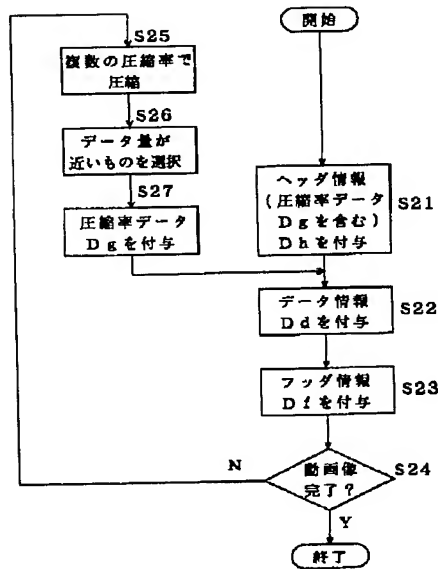 開始
S25
複数の圧縮率で
圧縮
S26
データ量が
近いものを選択
S27
圧縮率データ
Dgを付与
ヘッダ情報
(圧縮率データ
Dgを含む)
Dhを付与
S21
データ情報
Ddを付与
S22
フッダ情報
Dfを付与
S23
動画像
完了?
S24
N
Y
終了